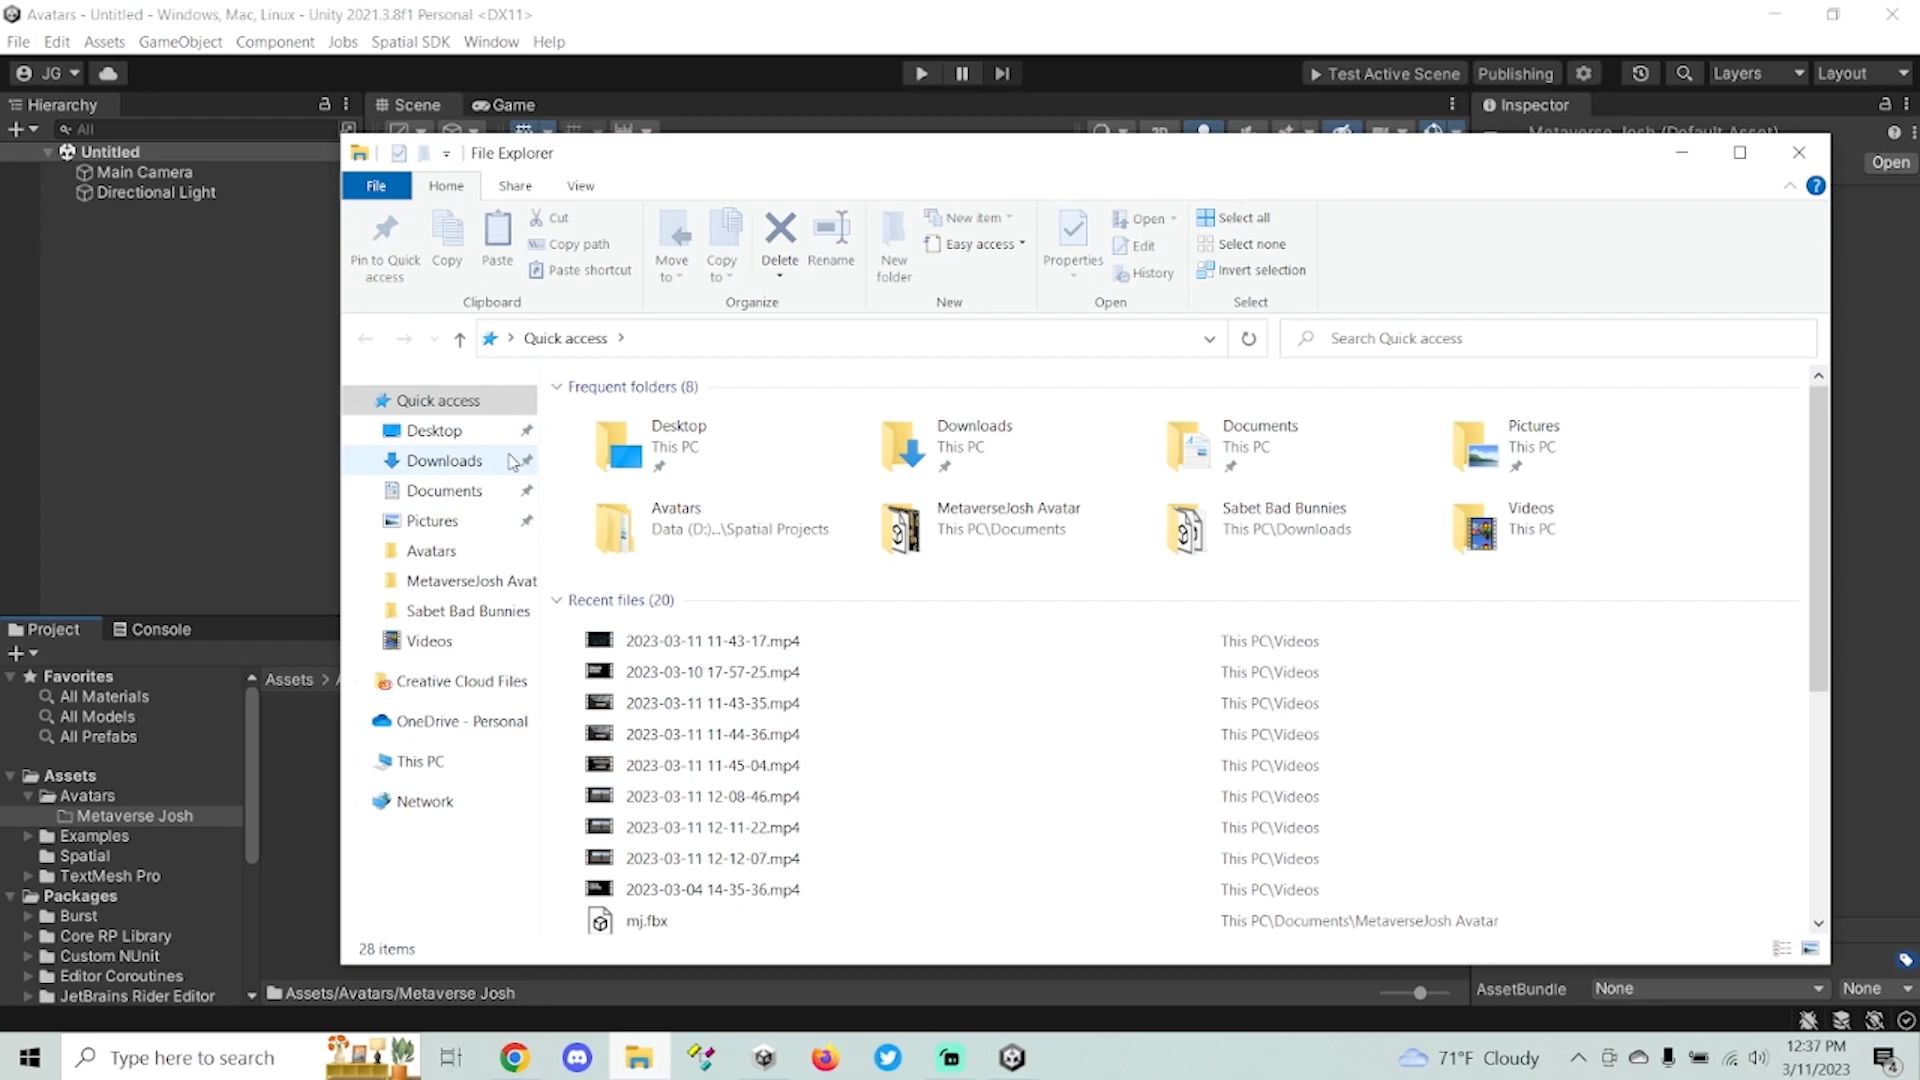 Avatars - Untitled - Windows, Mac, Linux - Unity 2021.3.8f1 Personal <DX11>
File Edit Assets GameObject Component Jobs Spatial SDK Window Help
JG Test Active Scene Publishing Layers Layout
Hierarchy Scene Game Inspector
All
Metaverse Josh (Default Asset)
Open
Untitled
Main Camera
Directional Light
File Explorer
File Home Share View
Pin to Quick access
Copy
Paste
Cut
Copy path
Paste shortcut
Clipboard
Move to
Copy to
Delete
Rename
Organize
New folder
New item
Easy access
New
Properties
Open
Edit
History
Open
Select all
Select none
Invert selection
Select
Quick access
Search Quick access
Quick access
Desktop
Downloads
Documents
Pictures
Avatars
MetaverseJosh Avat
Sabet Bad Bunnies
Videos
Creative Cloud Files
OneDrive - Personal
This PC
Network
Frequent folders (8)
Desktop
This PC
Downloads
This PC
Documents
This PC
Pictures
This PC
Avatars
Data (D:)...\Spatial Projects
MetaverseJosh Avatar
This PC\Documents
Sabet Bad Bunnies
This PC\Downloads
Videos
This PC
Recent files (20)
2023-03-11 11-43-17.mp4 This PC\Videos
2023-03-10 17-57-25.mp4 This PC\Videos
2023-03-11 11-43-35.mp4 This PC\Videos
2023-03-11 11-44-36.mp4 This PC\Videos
2023-03-11 11-45-04.mp4 This PC\Videos
2023-03-11 12-08-46.mp4 This PC\Videos
2023-03-11 12-11-22.mp4 This PC\Videos
2023-03-11 12-12-07.mp4 This PC\Videos
2023-03-04 14-35-36.mp4 This PC\Videos
mj.fbx This PC\Documents\MetaverseJosh Avatar
28 items
Project Console
Favorites
All Materials
All Models
All Prefabs
Assets
Avatars
Metaverse Josh
Examples
Spatial
TextMesh Pro
Packages
Burst
Core RP Library
Custom NUnit
Editor Coroutines
JetBrains Rider Editor
Assets >
Assets/Avatars/Metaverse Josh
AssetBundle None None
Type here to search
71°F Cloudy
12:37 PM
3/11/2023
4